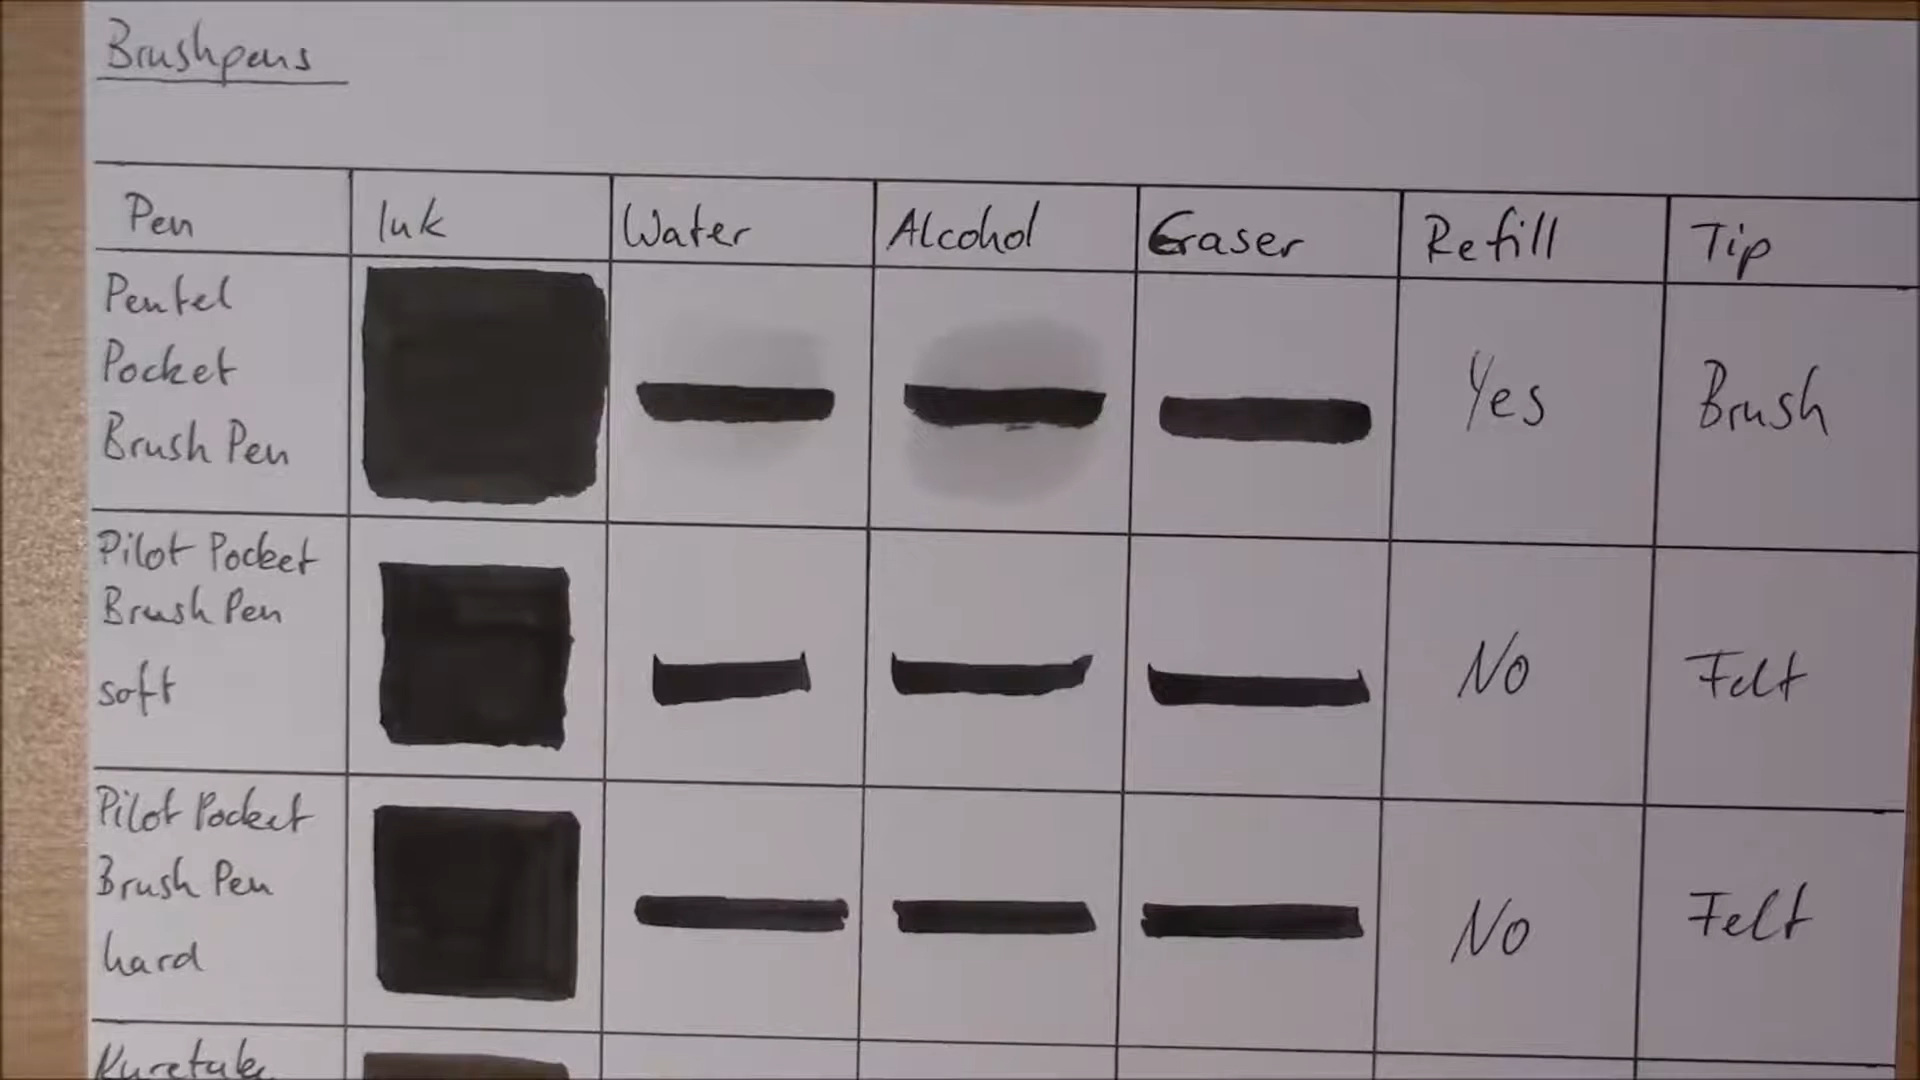 Brushpens
Pen Ink Water Alcohol Eraser Refill Tip
Pentel
Pocket
Brush Pen
Yes
Brush
Pilot Pocket
Brush Pen
soft
No
Felt
Pilot Pocket
Brush Pen
hard
No
Felt
Kuretake